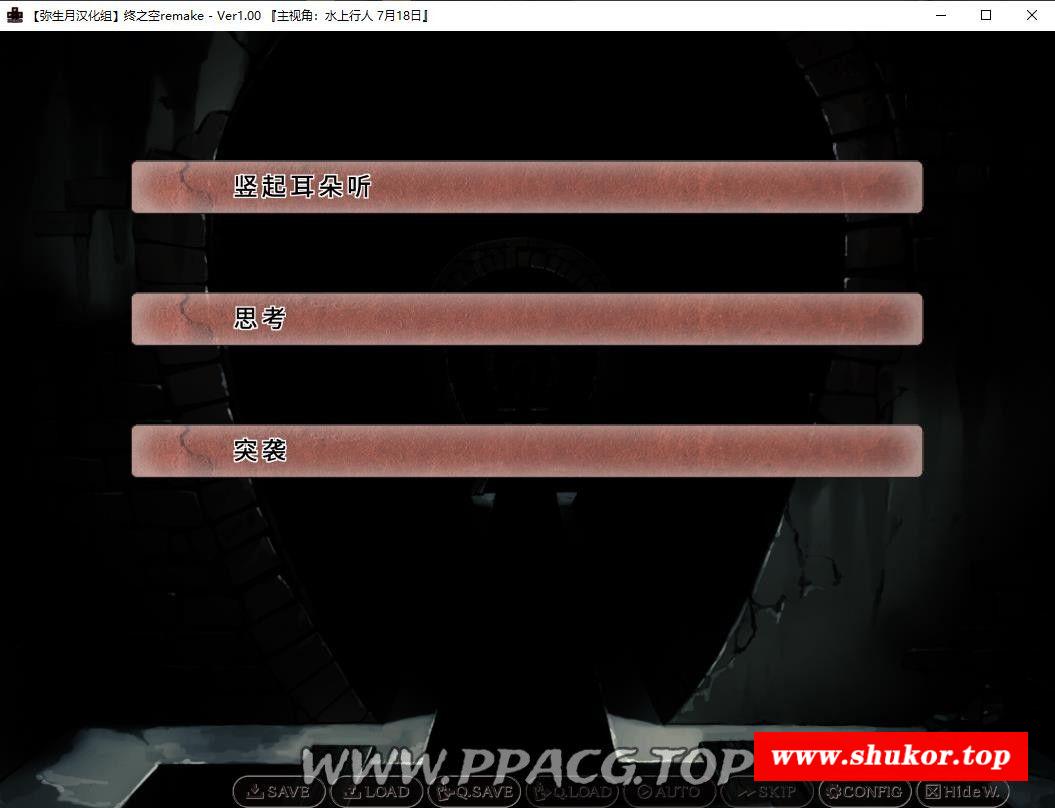 【弥生月汉化组】终之空remake - Ver1.00 『主视角：水上行人 7月18日』
竖起耳朵听
思考
突袭
WWW.PPACG.TOP
www.shukor.top
SAVE LOAD Q.SAVE Q.LOAD AUTO SKIP CONFIG HideW.